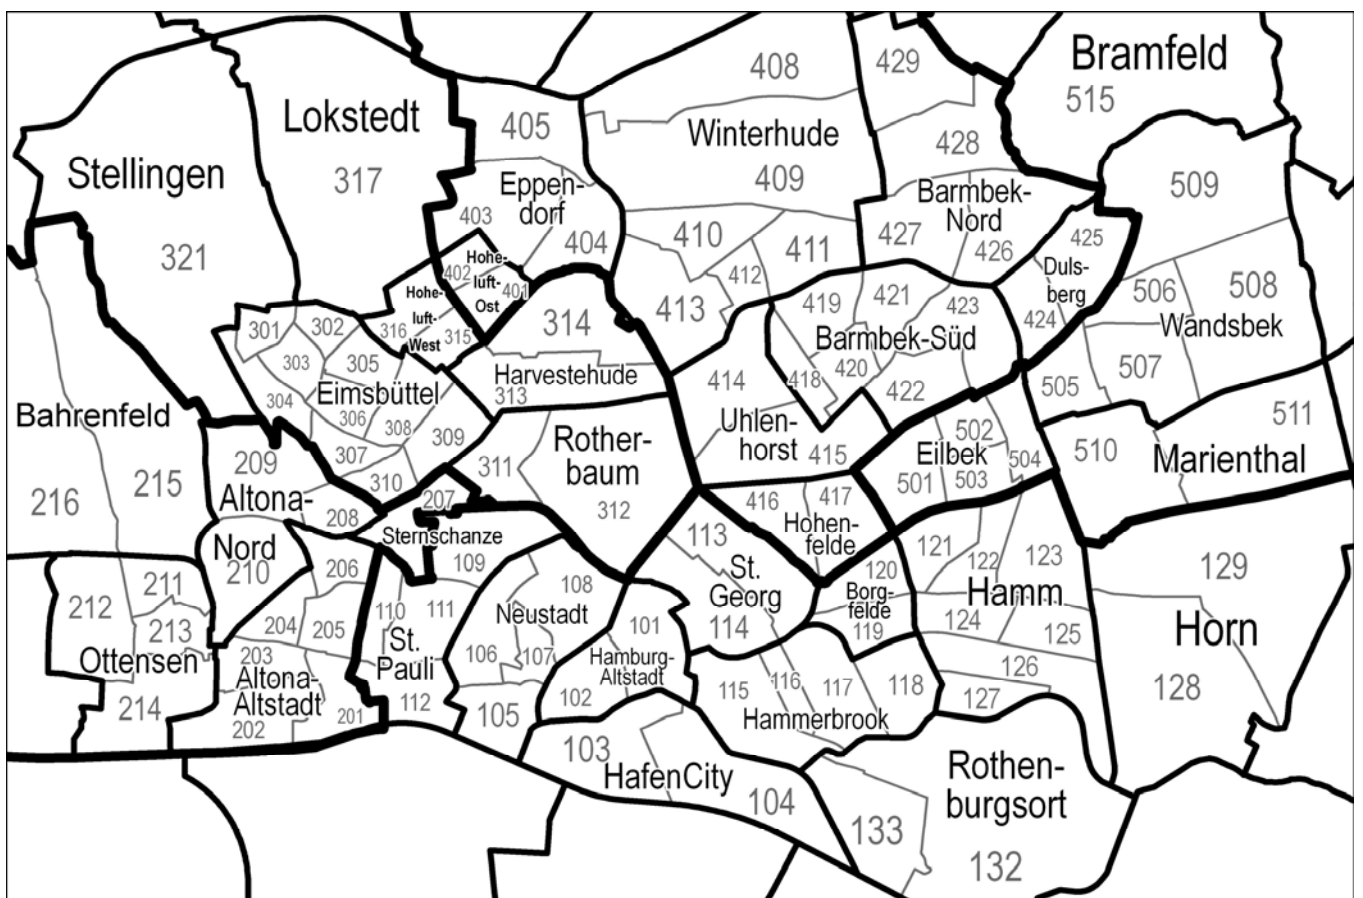 408
429
Bramfeld
515
Lokstedt
405
Winterhude
428
Stellingen
317
Eppen-
dorf
409
509
Barmbek-
Nord
403
404
410
411
427
426
425
321
402
Hohe-
luft-
Ost
401
412
Duls-
berg
506
508
Hohe-
luft-
West
413
419
421
423
424
Wandsbek
301
302
316
315
314
Barmbek-Süd
303
305
420
507
Harvestehude
313
414
418
422
505
Eimsbüttel
304
306
308
309
Bahrenfeld
Uhlen-
horst
415
511
Rother-
baum
502
Eilbek
510
Marienthal
209
307
311
501
503
504
215
216
310
207
416
417
Altona-
Nord
208
312
Hohen-
felde
Sternschanze
113
121
122
123
210
206
109
108
St.
Georg
120
129
211
212
Borg-
felde
Hamm
110
111
Neustadt
213
204
205
101
114
119
124
125
Horn
St.
Pauli
Ottensen
203
106
107
Hamburg-
Altstadt
126
Altona-
Altstadt
115
116
117
118
128
214
202
201
112
105
102
Hammerbrook
127
103
HafenCity
104
Rothen-
burgsort
133
132